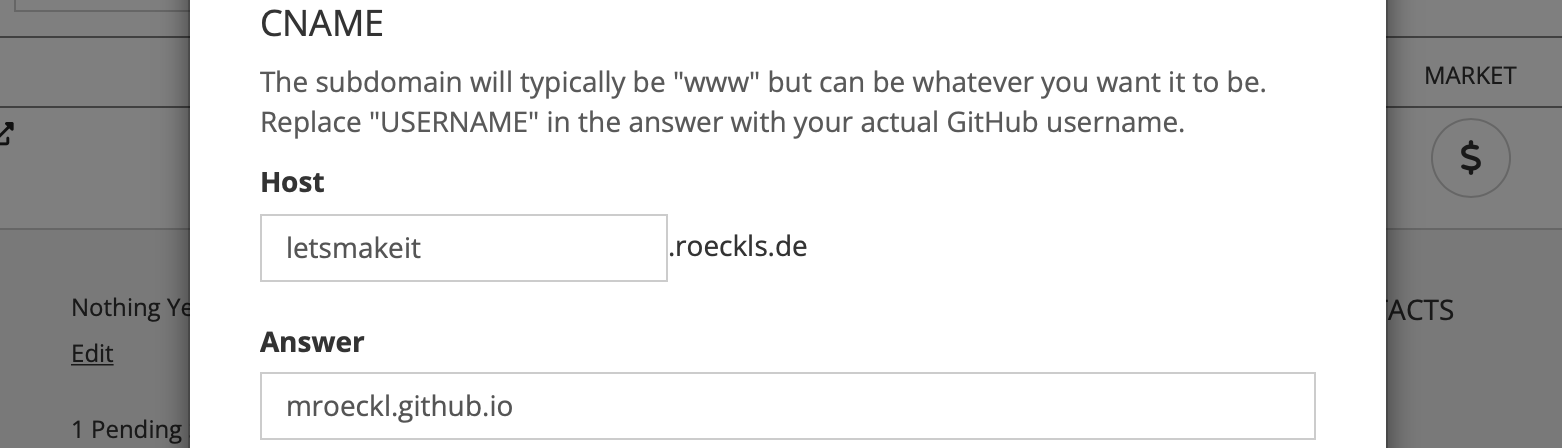 CNAME
The subdomain will typically be "www" but can be whatever you want it to be.
Replace "USERNAME" in the answer with your actual GitHub username.
MARKET
$
Host
letsmakeit.roeckls.de
Nothing Ye
ACTS
Edit
Answer
mroeckl.github.io
1 Pending